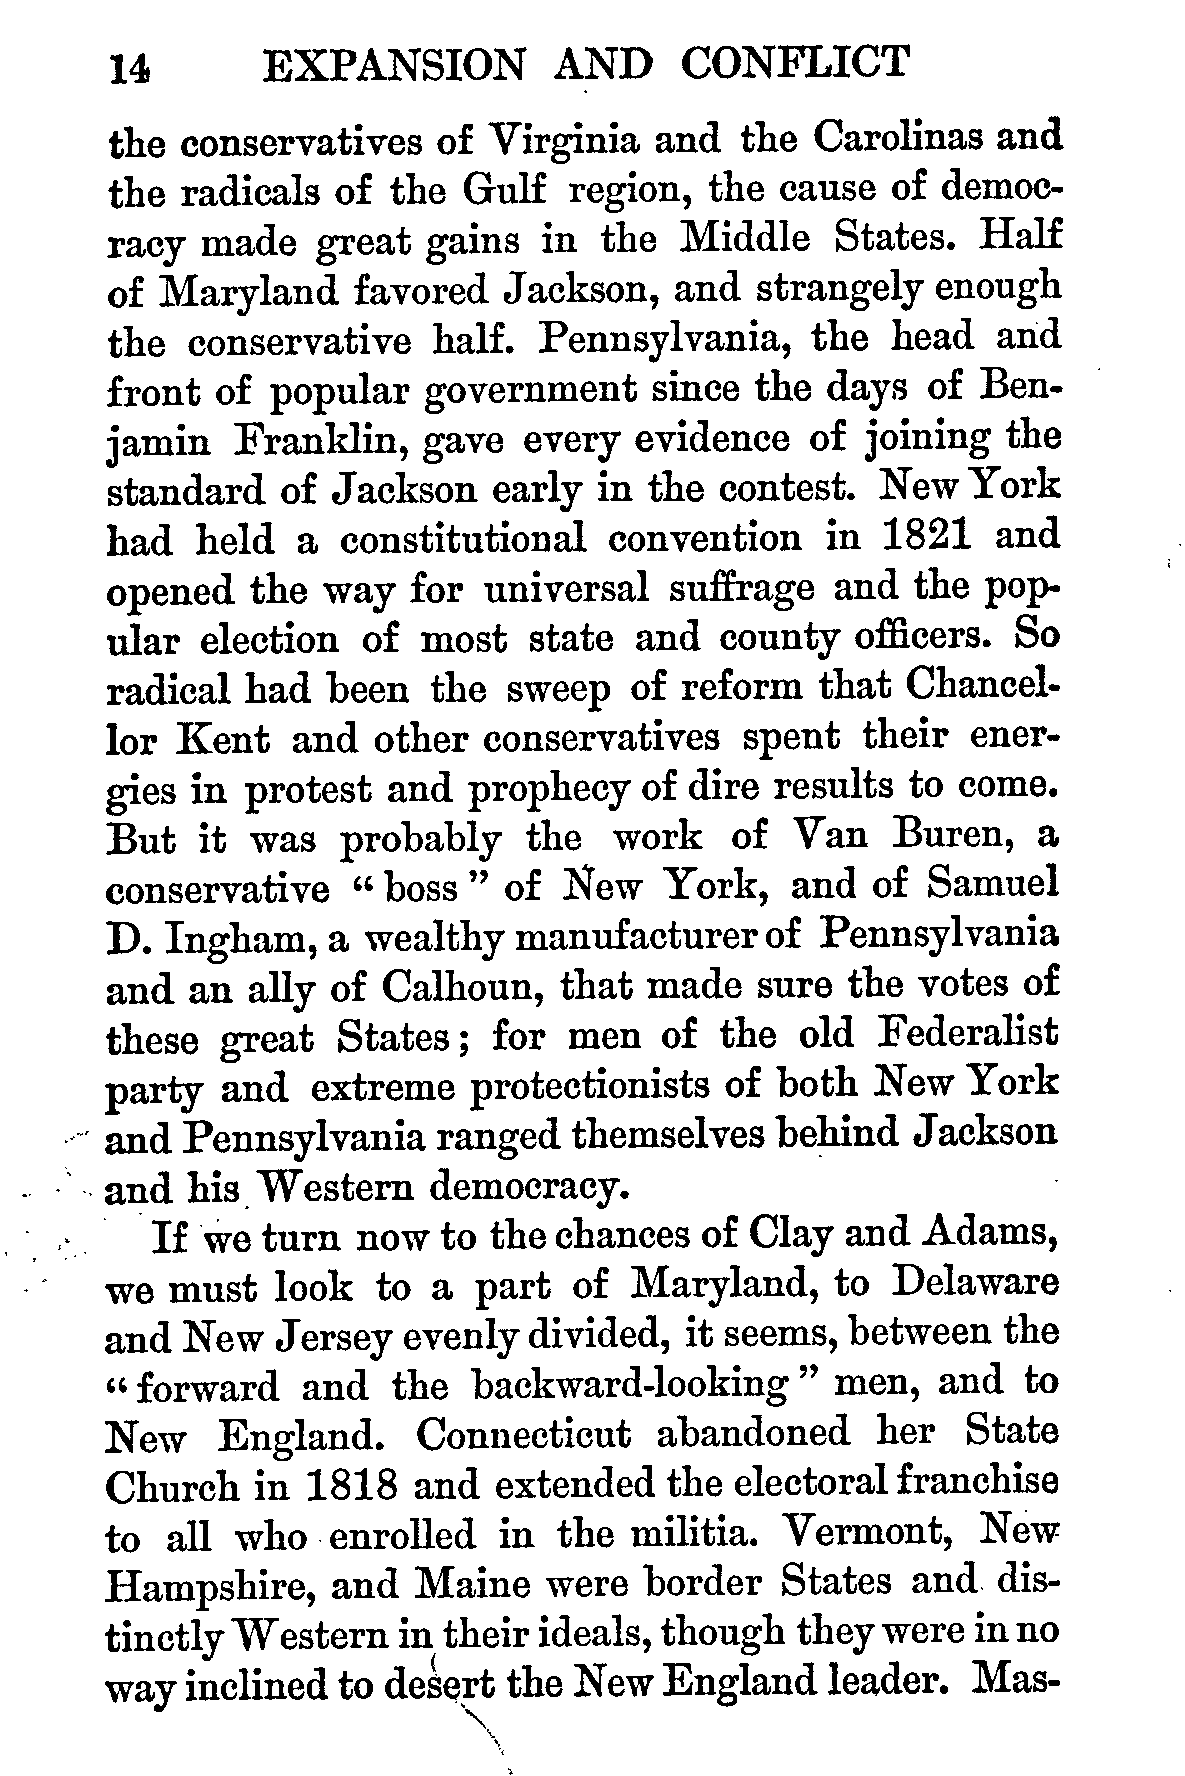 14 EXPANSION AND CONFLICT
the conservatives of Virginia and the Carolinas and
the radicals of the Gulf region, the cause of democ-
racy made great gains in the Middle States. Half
of Maryland favored Jackson, and strangely enough
the conservative half. Pennsylvania, the head and
front of popular government since the days of Ben-
jamin Franklin, gave every evidence of joining the
standard of Jackson early in the contest. New York
had held a constitutional convention in 1821 and
opened the way for universal suffrage and the pop-
ular election of most state and county officers. So
radical had been the sweep of reform that Chancel-
lor Kent and other conservatives spent their ener-
gies in protest and prophecy of dire results to come.
But it was probably the work of Van Buren, a
conservative " boss " of New York, and of Samuel
D. Ingham, a wealthy manufacturer of Pennsylvania
and an ally of Calhoun, that made sure the votes of
these great States; for men of the old Federalist
party and extreme protectionists of both New York
and Pennsylvania ranged themselves behind Jackson
and his Western democracy.
If we turn now to the chances of Clay and Adams,
we must look to a part of Maryland, to Delaware
and New Jersey evenly divided, it seems, between the
" forward and the backward-looking " men, and to
New England. Connecticut abandoned her State
Church in 1818 and extended the electoral franchise
to all who enrolled in the militia. Vermont, New
Hampshire, and Maine were border States and dis-
tinctly Western in their ideals, though they were in no
way inclined to desert the New England leader. Mas-